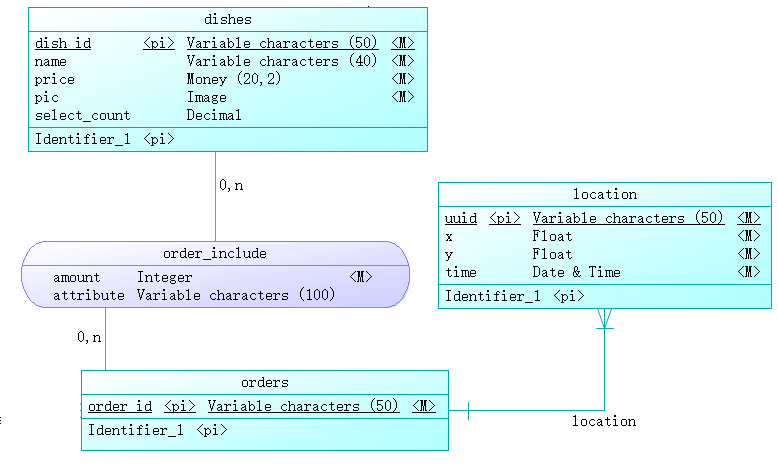 dishes
dish_id <pi> Variable characters (50) <M>
name Variable characters (40) <M>
price Money (20,2) <M>
pic Image <M>
select_count Decimal
Identifier_1 <pi>
0,n
order_include
amount Integer <M>
attribute Variable characters (100)
0,n
orders
order_id <pi> Variable characters (50) <M>
Identifier_1 <pi>
location
uuid <pi> Variable characters (50) <M>
x Float <M>
y Float <M>
time Date & Time <M>
Identifier_1 <pi>
location